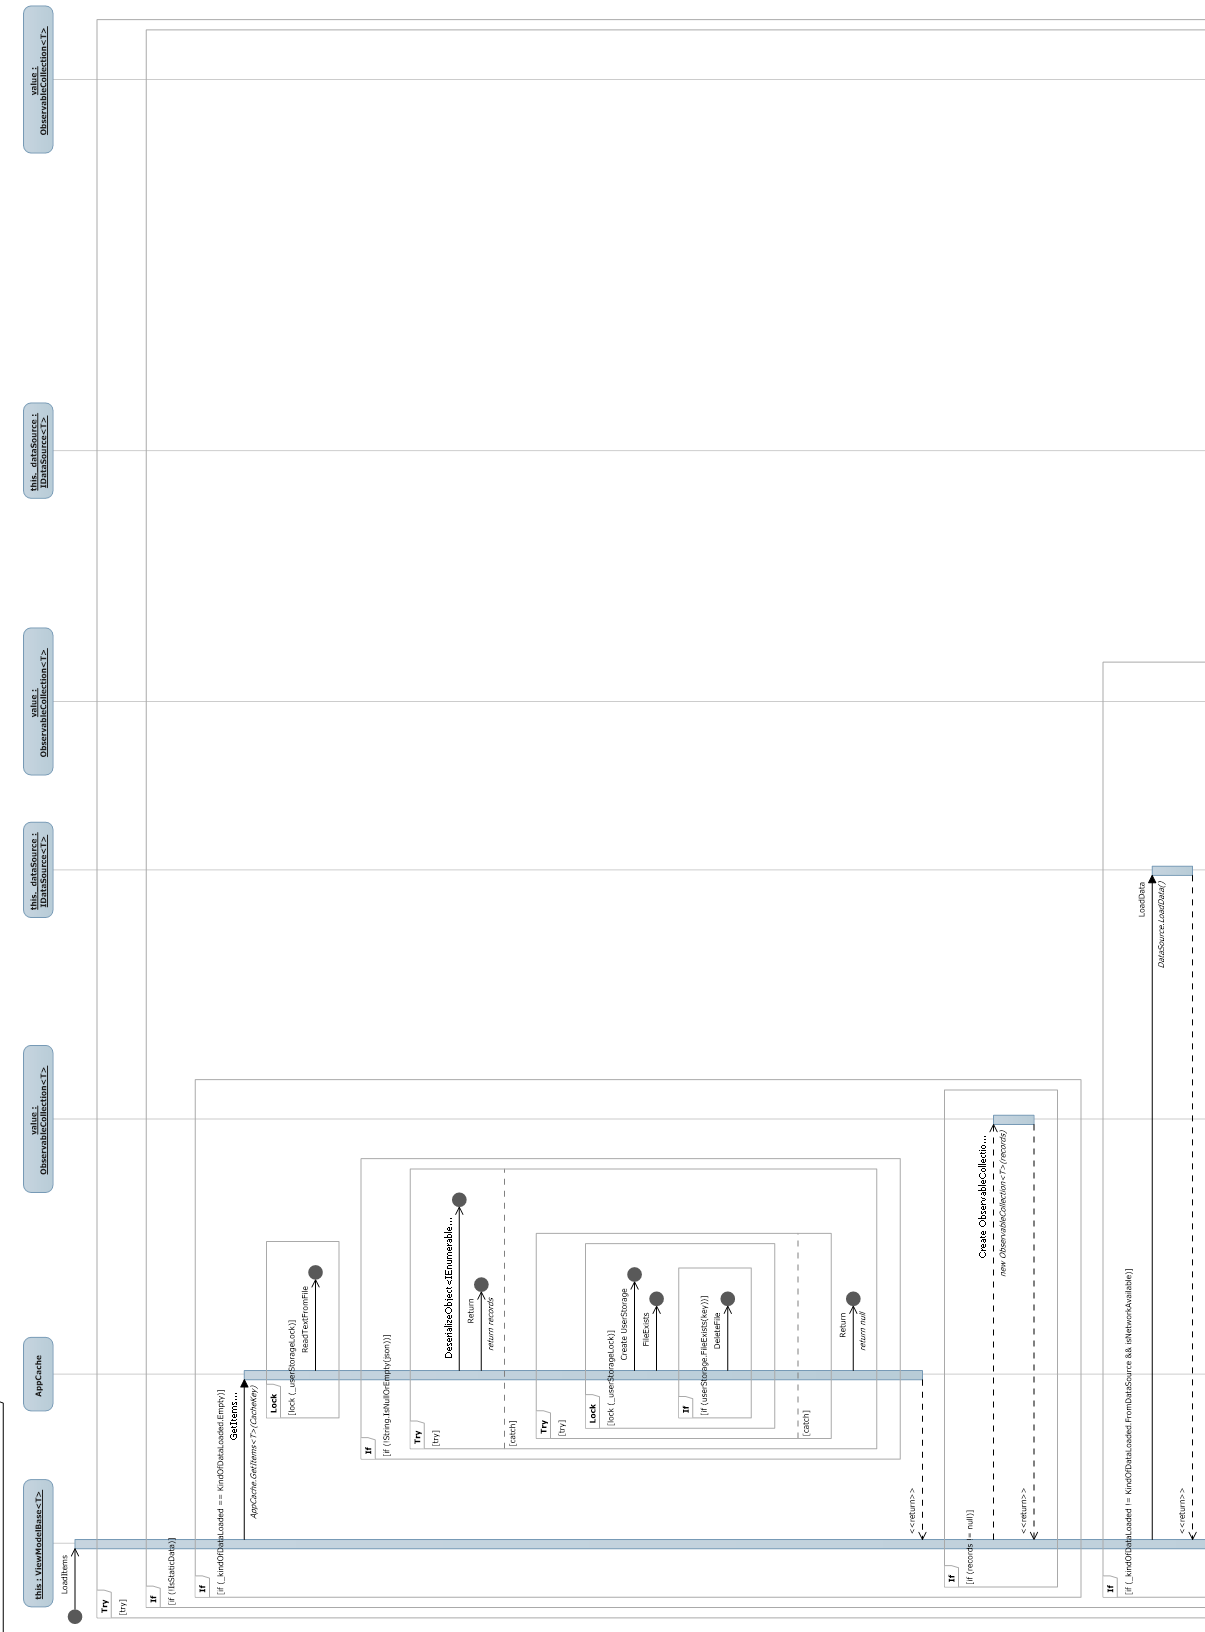 this : ViewModelBase<T>
AppCache
value :
ObservableCollection<T>
this._dataSource :
IDataSource<T>
value :
ObservableCollection<T>
this._dataSource :
IDataSource<T>
value :
ObservableCollection<T>
LoadItems
Try
[try]
If
[if (!IsStaticData)]
If
[if (_kindOfDataLoaded == KindOfDataLoaded.Empty)]
GetItems...
AppCache.GetItems<T>(CacheKey)
Lock
[lock (_userStorageLock)]
ReadTextFromFile
If
[if (!String.IsNullOrEmpty(json))]
Try
[try]
DeserializeObject<IEnumerable...
Return
return records
[catch]
Try
[try]
Lock
[lock (_userStorageLock)]
Create UserStorage
FileExists
If
[if (userStorage.FileExists(key))]
DeleteFile
[catch]
Return
return null
<<return>>
If
[if (records != null)]
Create ObservableCollectio...
new ObservableCollection<T>(records)
<<return>>
If
[if (_kindOfDataLoaded != KindOfDataLoaded.FromDataSource && isNetworkAvailable)]
LoadData
DataSource.LoadData()
<<return>>